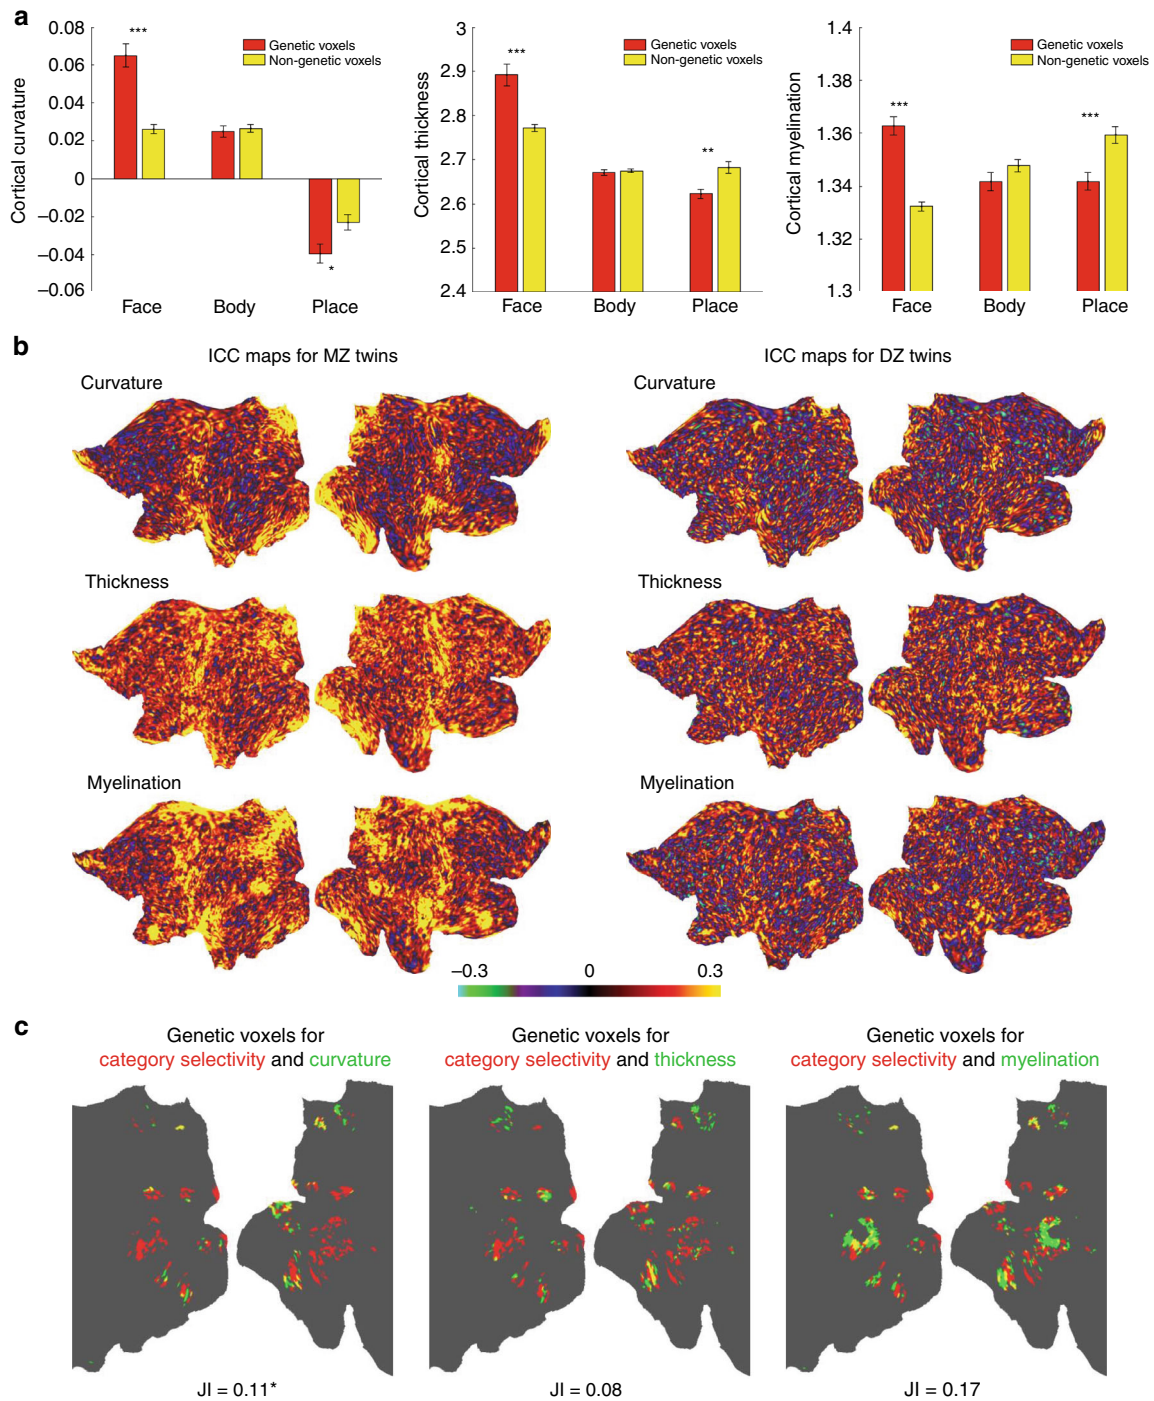 a
0.08
0.06
0.04
0.02
0
–0.02
–0.04
–0.06
Cortical curvature
***
*
Genetic voxels
Non-genetic voxels
Face Body Place
3
2.9
2.8
2.7
2.6
2.5
2.4
Cortical thickness
***
**
Genetic voxels
Non-genetic voxels
Face Body Place
1.4
1.38
1.36
1.34
1.32
1.3
Cortical myelination
***
***
Genetic voxels
Non-genetic voxels
Face Body Place
b
ICC maps for MZ twins
ICC maps for DZ twins
Curvature
Curvature
Thickness
Thickness
Myelination
Myelination
–0.3 0 0.3
c
Genetic voxels for
category selectivity and curvature
Genetic voxels for
category selectivity and thickness
Genetic voxels for
category selectivity and myelination
JI = 0.11*
JI = 0.08
JI = 0.17